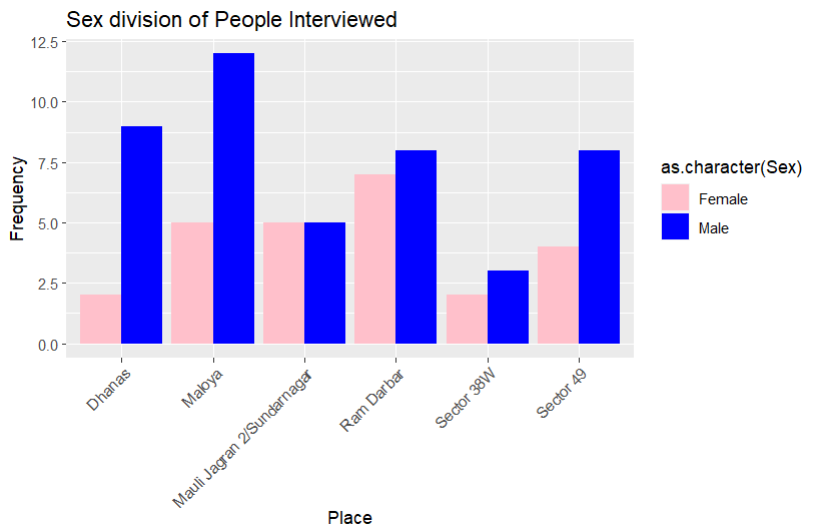 Sex division of People Interviewed
12.5
10.0
7.5
5.0
2.5
0.0
Frequency
Dhanas
Maloya
Mauli Jagran 2/Sundarnagar
Ram Darbar
Sector 38W
Sector 49
Place
as.character(Sex)
Female
Male